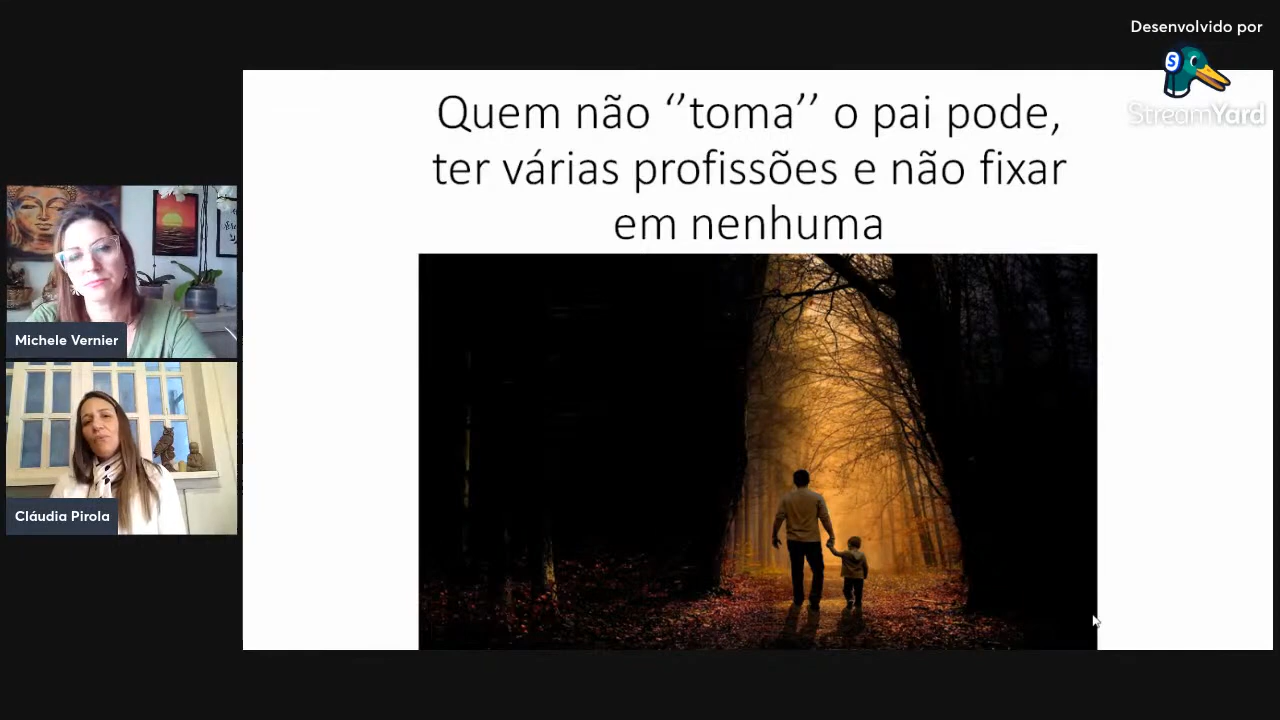 Desenvolvido por
S
StreamYard
Quem não ‘’toma’’ o pai pode,
ter várias profissões e não fixar
em nenhuma
Michele Vernier
Cláudia Pirola